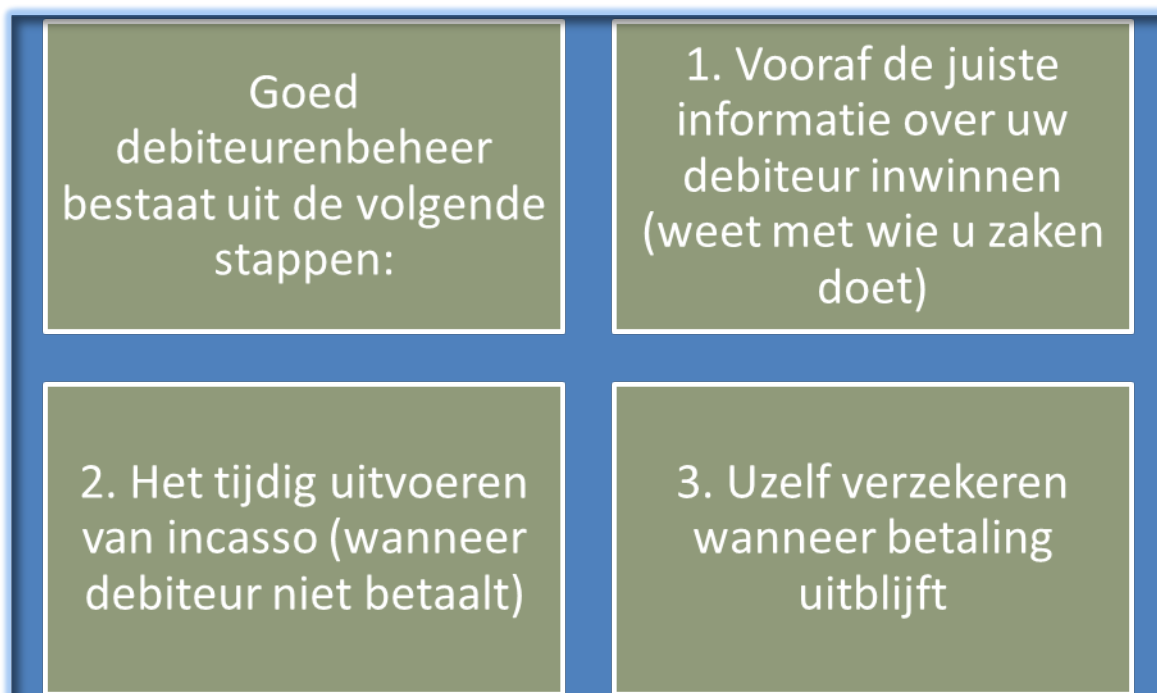 Goed
debiteurenbeheer
bestaat uit de volgende
stappen:
1. Vooraf de juiste
informatie over uw
debiteur inwinnen
(weet met wie u zaken
doet)
2. Het tijdig uitvoeren
van incasso (wanneer
debiteur niet betaalt)
3. Uzelf verzekeren
wanneer betaling
uitblijft